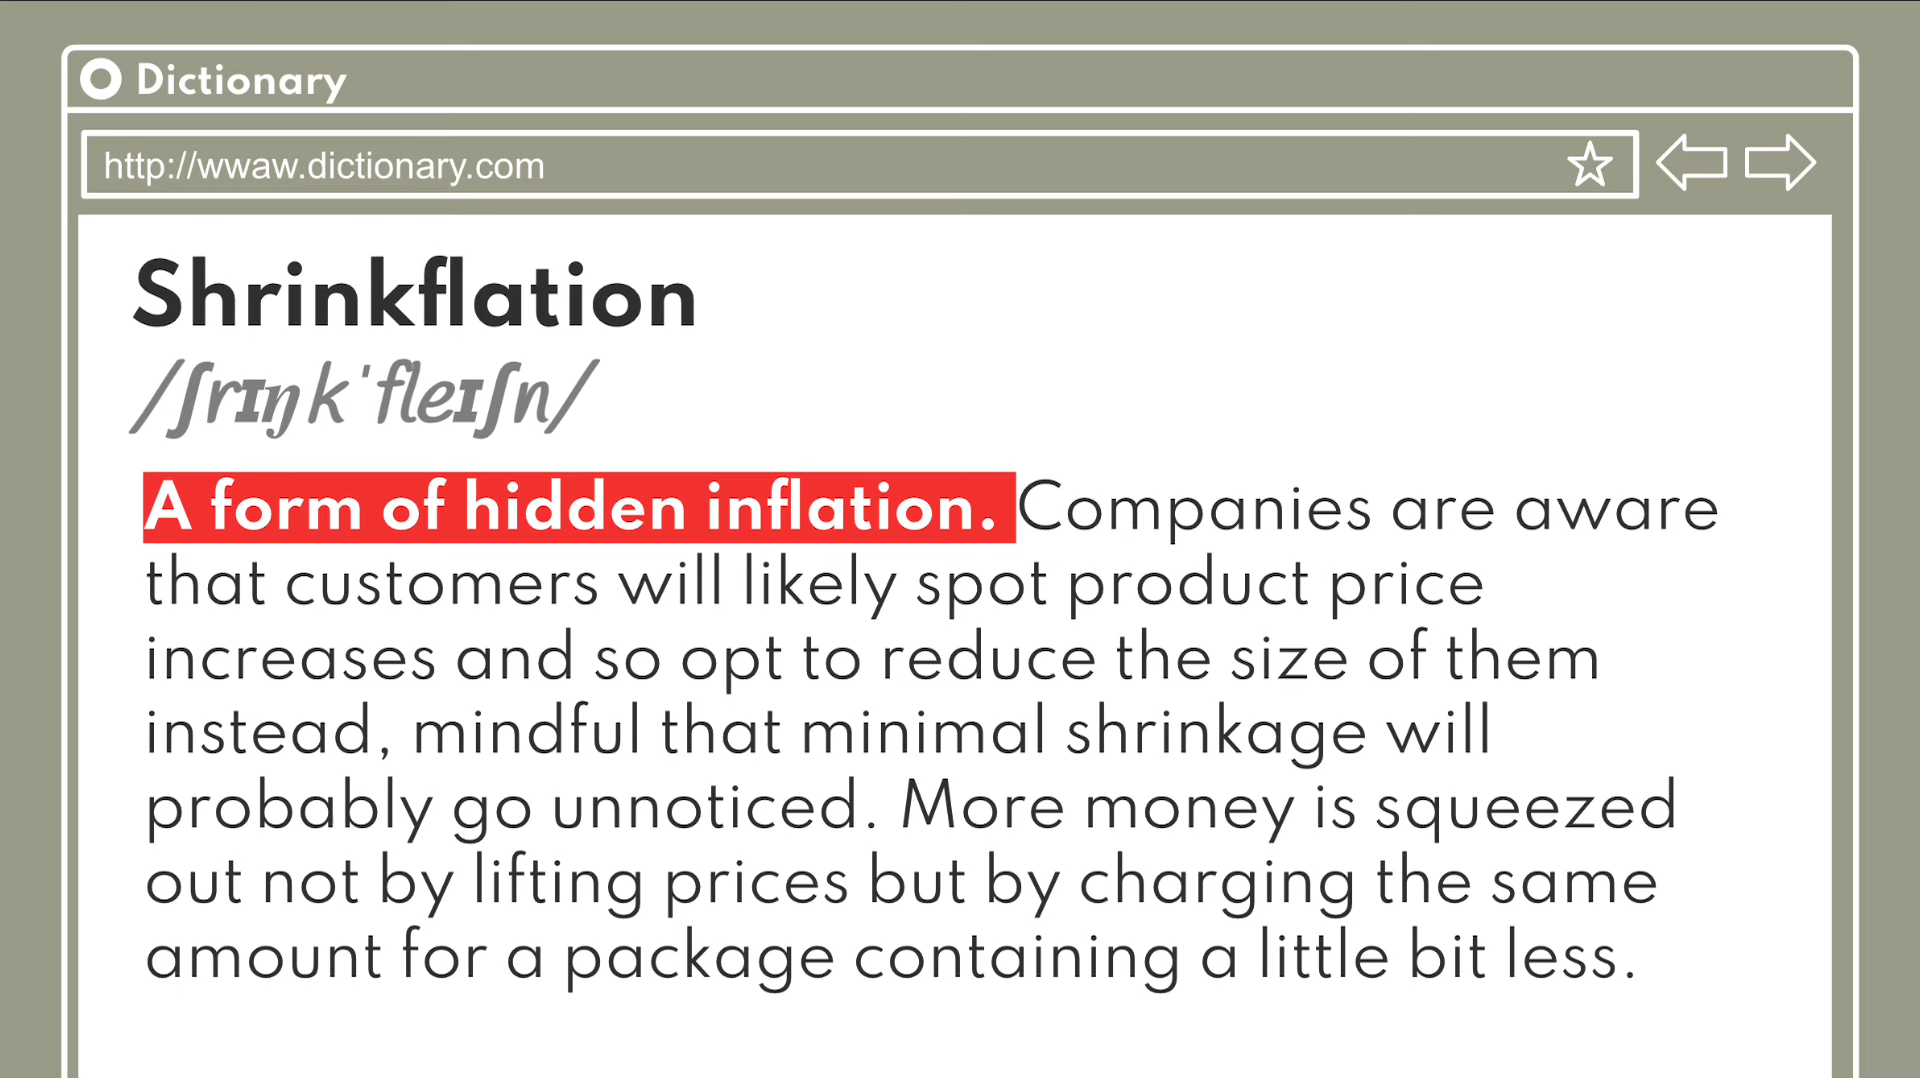 Dictionary
http://wwaw.dictionary.com
Shrinkflation
/ʃrɪŋkˈfleɪʃn/
A form of hidden inflation. Companies are aware
that customers will likely spot product price
increases and so opt to reduce the size of them
instead, mindful that minimal shrinkage will
probably go unnoticed. More money is squeezed
out not by lifting prices but by charging the same
amount for a package containing a little bit less.